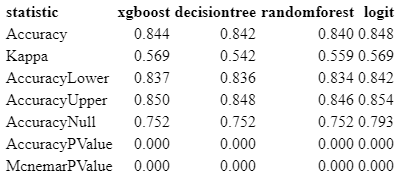 statistic xgboost decisiontree randomforest logit
Accuracy 0.844 0.842 0.840 0.848
Kappa 0.569 0.542 0.559 0.569
AccuracyLower 0.837 0.836 0.834 0.842
AccuracyUpper 0.850 0.848 0.846 0.854
AccuracyNull 0.752 0.752 0.752 0.793
AccuracyPValue 0.000 0.000 0.000 0.000
McnemarPValue 0.000 0.000 0.000 0.000